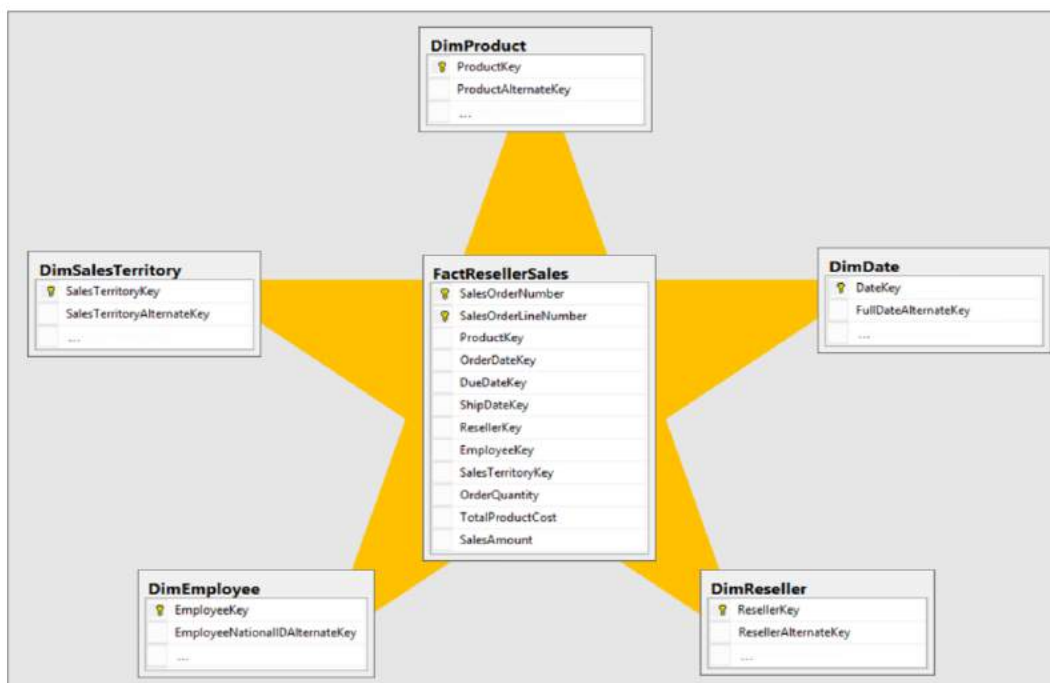 DimProduct
ProductKey
ProductAlternateKey
...
DimSalesTerritory
SalesTerritoryKey
SalesTerritoryAlternateKey
...
FactResellerSales
SalesOrderNumber
SalesOrderLineNumber
ProductKey
OrderDateKey
DueDateKey
ShipDateKey
ResellerKey
EmployeeKey
SalesTerritoryKey
OrderQuantity
TotalProductCost
SalesAmount
DimDate
DateKey
FullDateAlternateKey
...
DimEmployee
EmployeeKey
EmployeeNationalIDAlternateKey
...
DimReseller
ResellerKey
ResellerAlternateKey
...